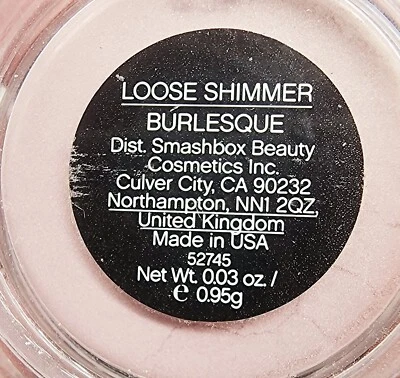 LOOSE SHIMMER
BURLESQUE
Dist. Smashbox Beauty
Cosmetics Inc.
Culver City, CA 90232
Northampton, NN1 2QZ,
United Kingdom
Made in USA
52745
Net Wt. 0.03 oz. /
℮ 0.95g